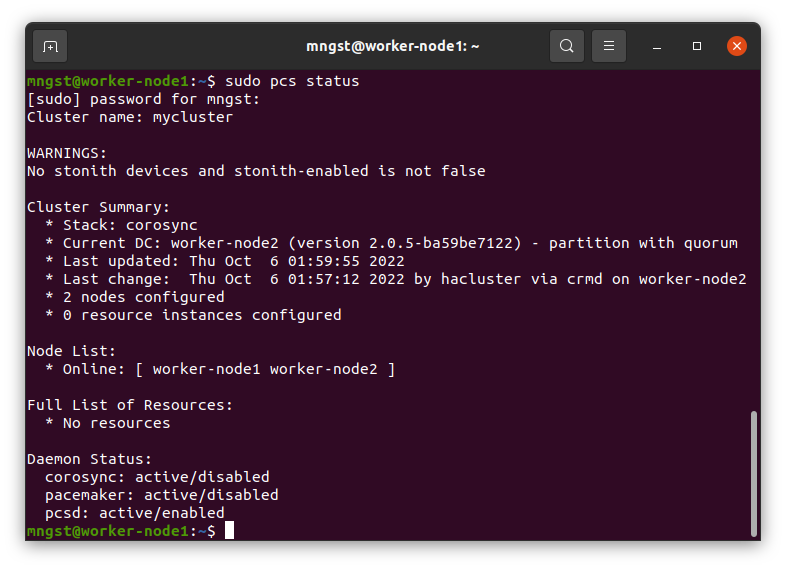 mngst@worker-node1: ~
mngst@worker-node1:~$ sudo pcs status
[sudo] password for mngst:
Cluster name: mycluster

WARNINGS:
No stonith devices and stonith-enabled is not false

Cluster Summary:
  * Stack: corosync
  * Current DC: worker-node2 (version 2.0.5-ba59be7122) - partition with quorum
  * Last updated: Thu Oct  6 01:59:55 2022
  * Last change:  Thu Oct  6 01:57:12 2022 by hacluster via crmd on worker-node2
  * 2 nodes configured
  * 0 resource instances configured

Node List:
  * Online: [ worker-node1 worker-node2 ]

Full List of Resources:
  * No resources

Daemon Status:
  corosync: active/disabled
  pacemaker: active/disabled
  pcsd: active/enabled
mngst@worker-node1:~$